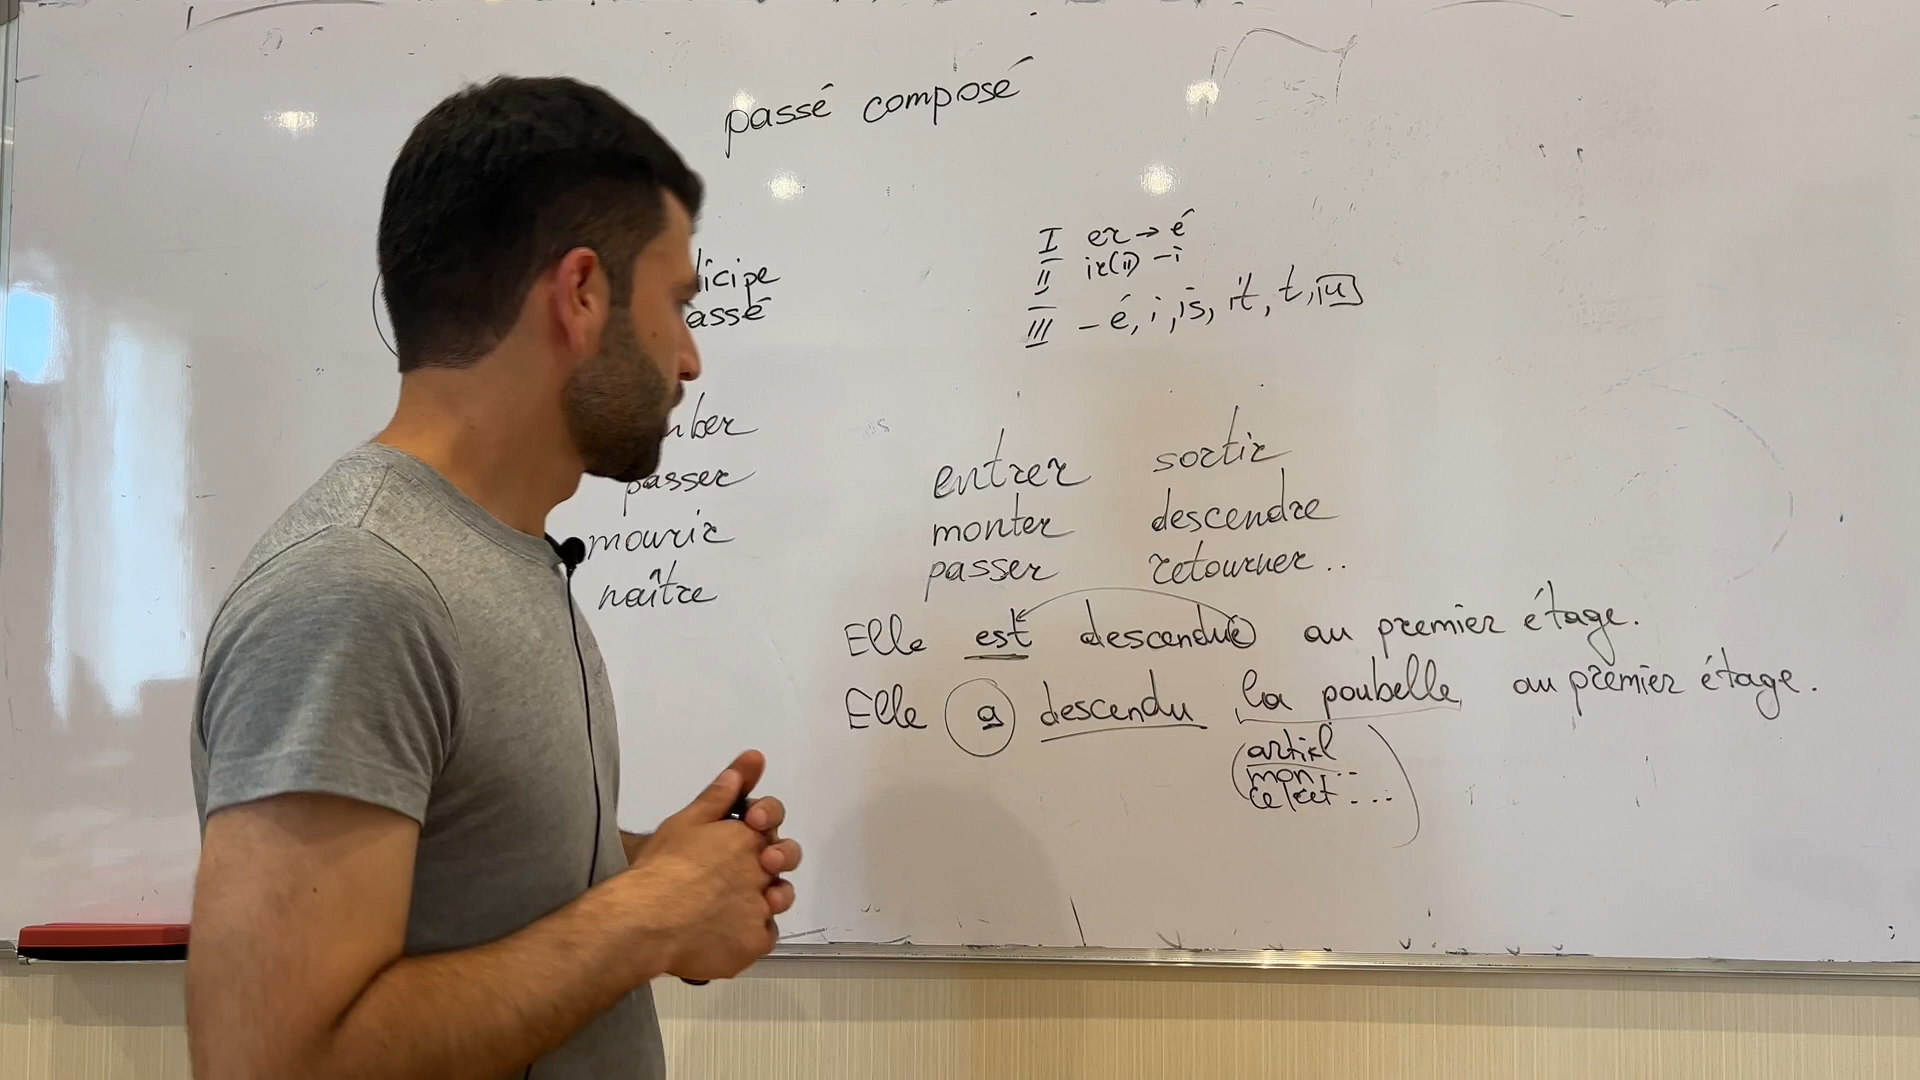 passé composé
I er → é
II ir(i) - i
III - é, i, is, it, t, u
icipe
assé
ber
passer
mourir
naître
entrer sortir
monter descendre
passer retourner..
Elle est descendue au premier étage.
Elle a descendu la poubelle au premier étage.
artikl
mon, ...
ce/cet ....